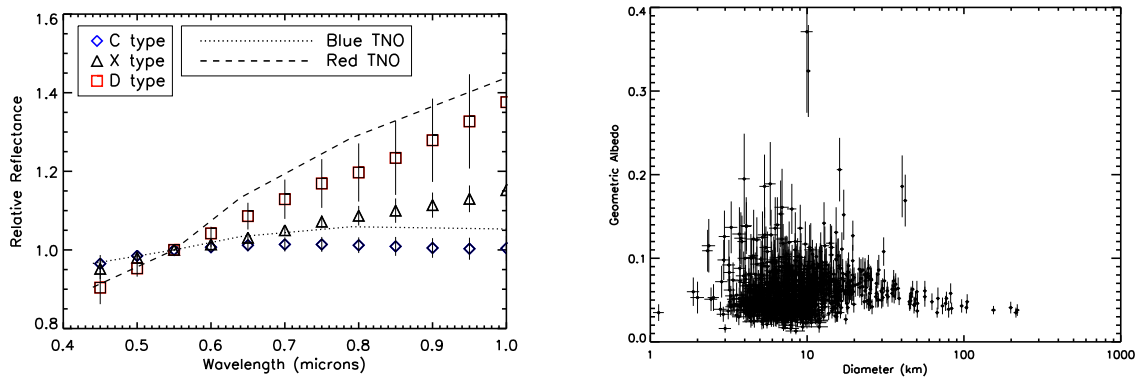 1.6
1.4
1.2
1.0
0.8
Relative Reflectance
C type
X type
D type
Blue TNO
Red TNO
0.4 0.5 0.6 0.7 0.8 0.9 1.0
Wavelength (microns)
0.4
0.3
0.2
0.1
0.0
Geometric Albedo
1 10 100 1000
Diameter (km)